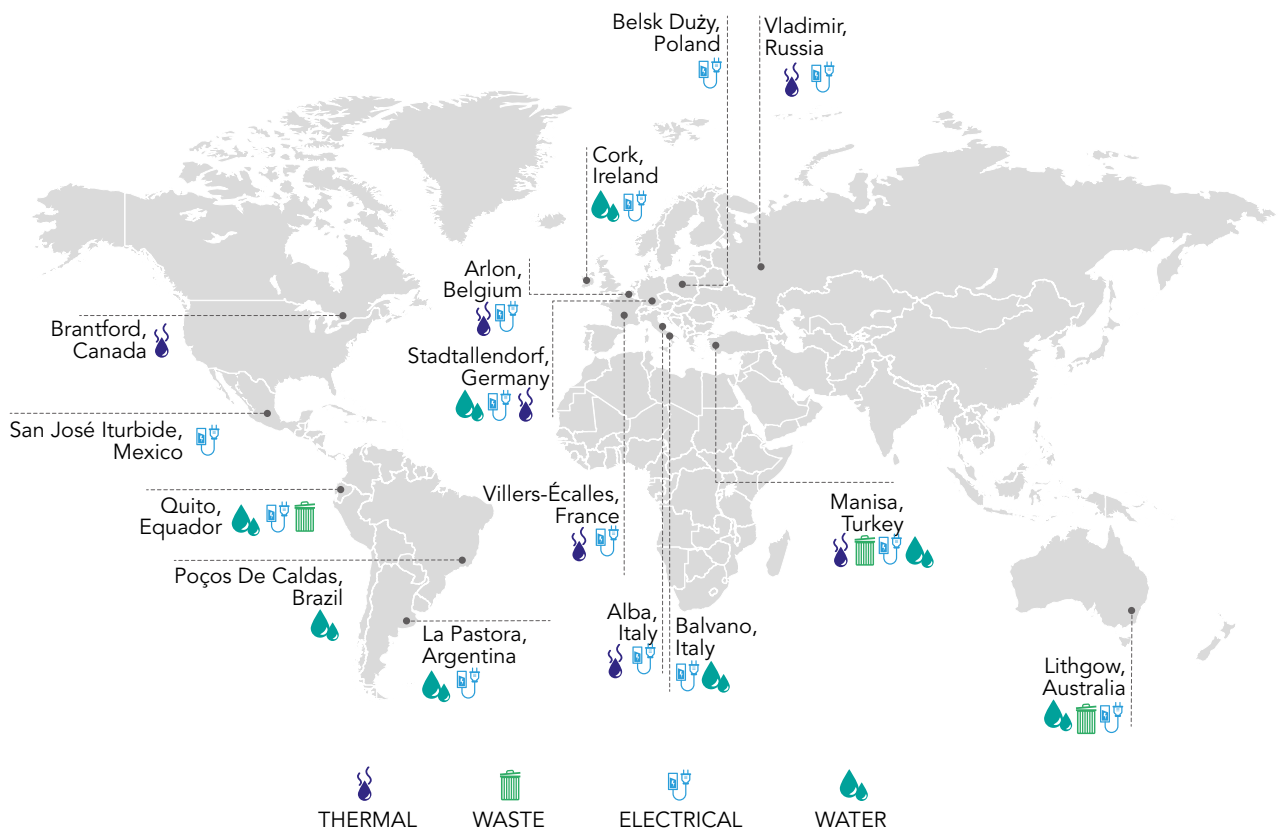 Belsk Duży,
Poland
Vladimir,
Russia
Cork,
Ireland
Arlon,
Belgium
Brantford,
Canada
Stadtallendorf,
Germany
San José Iturbide,
Mexico
Quito,
Equador
Villers-Écalles,
France
Manisa,
Turkey
Poços De Caldas,
Brazil
La Pastora,
Argentina
Alba,
Italy
Balvano,
Italy
Lithgow,
Australia
THERMAL
WASTE
ELECTRICAL
WATER